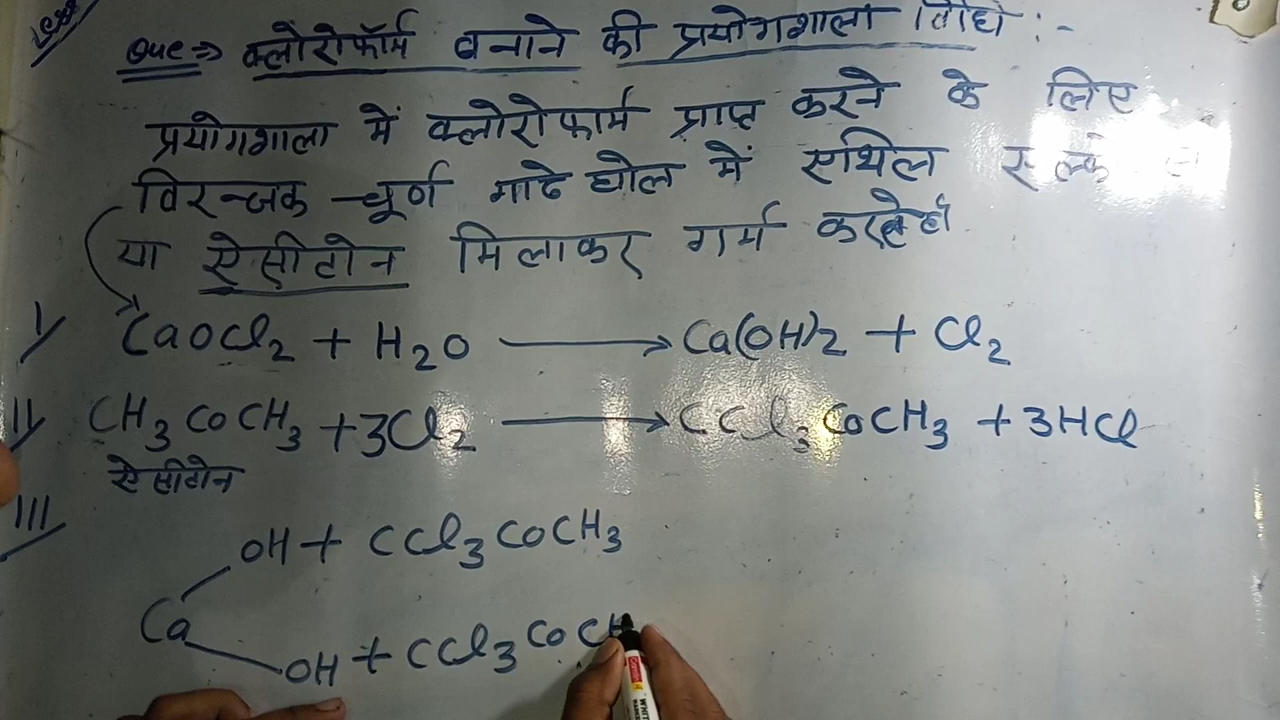 Que⇒ क्लोरोफॉर्म बनाने की प्रयोगशाला विधि :-
प्रयोगशाला में क्लोरोफार्म प्राप्त करने के लिए
विरन्जक चूर्ण गाढे घोल में एथिल
या ऐसीटोन मिलाकर गर्म करते हैं
I, CaOCl₂ + H₂O ⟶ Ca(OH)₂ + Cl₂
II, CH₃COCH₃ + 3Cl₂ ⟶ CCl₃COCH₃ + 3HCl
ऐसीटोन
III
OH + CCl₃COCH₃
Ca
OH + CCl₃COCH